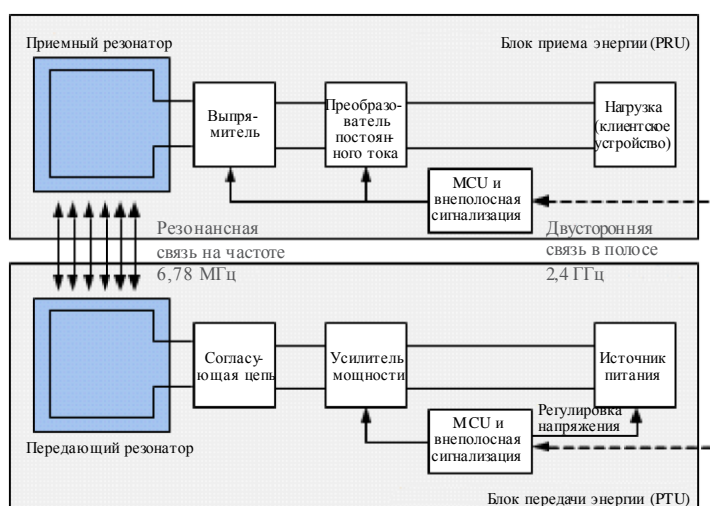 Приемный резонатор
Блок приема энергии (PRU)
Выпря-
митель
Преобразо-
ватель
постоян-
ного тока
Нагрузка
(клиентское
устройство)
MCU и
внеполосная
сигнализация
Резонансная
связь на частоте
6,78 МГц
Двусторонняя
связь в полосе
2,4 ГГц
Согласу-
ющая цепь
Усилитель
мощности
Источник
питания
MCU и
внеполосная
сигнализация
Регулировка
напряжения
Передающий резонатор
Блок передачи энергии (PTU)